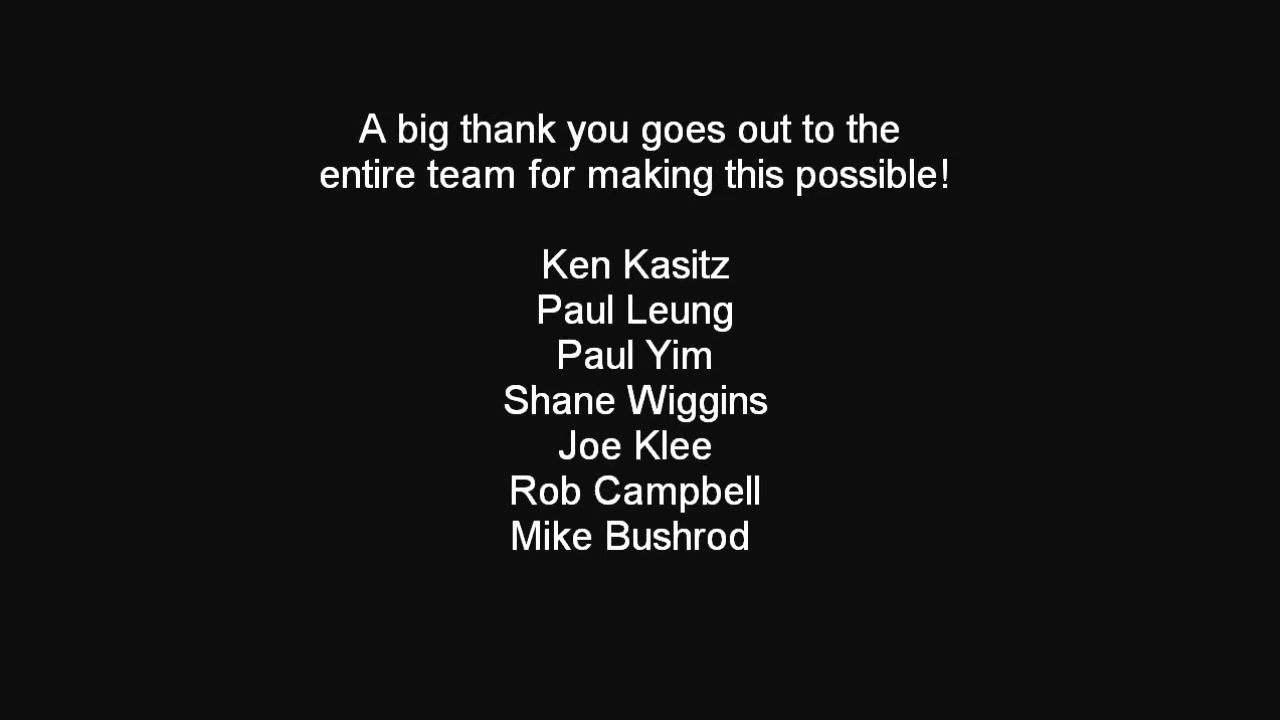 A big thank you goes out to the
entire team for making this possible!
Ken Kasitz
Paul Leung
Paul Yim
Shane Wiggins
Joe Klee
Rob Campbell
Mike Bushrod